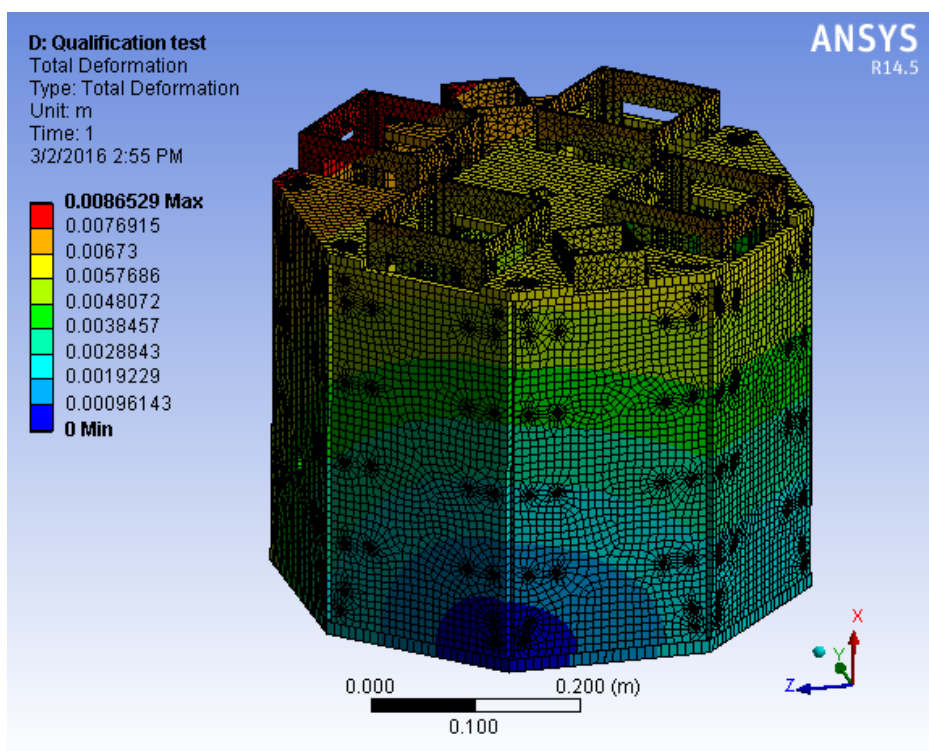 D: Qualification test
Total Deformation
Type: Total Deformation
Unit: m
Time: 1
3/2/2016 2:55 PM
ANSYS
R14.5
0.0086529 Max
0.0076915
0.00673
0.0057686
0.0048072
0.0038457
0.0028843
0.0019229
0.00096143
0 Min
0.000 0.200 (m)
0.100
X
Y
Z